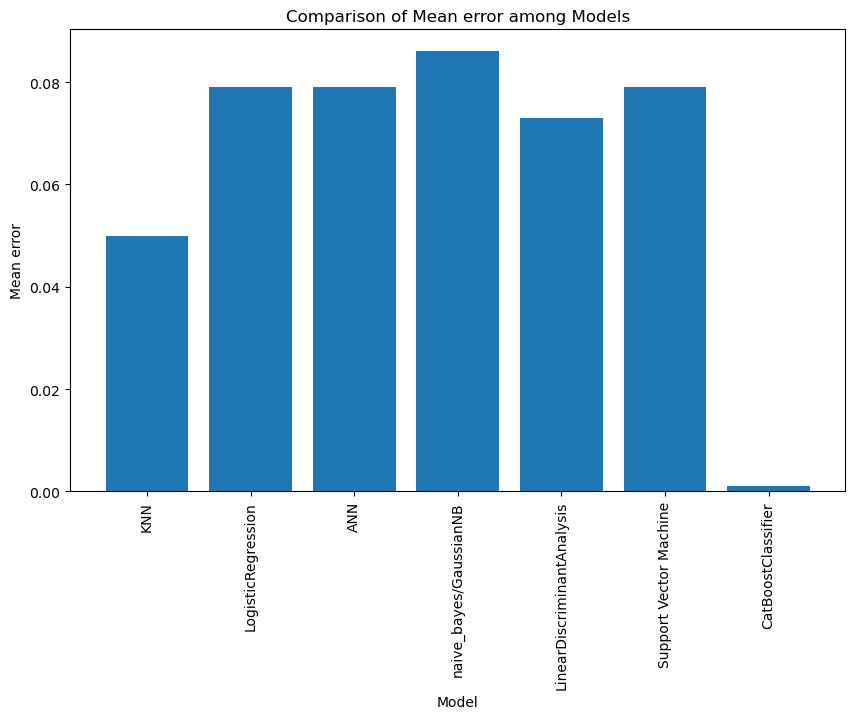 Comparison of Mean error among Models
Mean error
0.08
0.06
0.04
0.02
0.00
KNN
LogisticRegression
ANN
naive_bayes/GaussianNB
LinearDiscriminantAnalysis
Support Vector Machine
CatBoostClassifier
Model